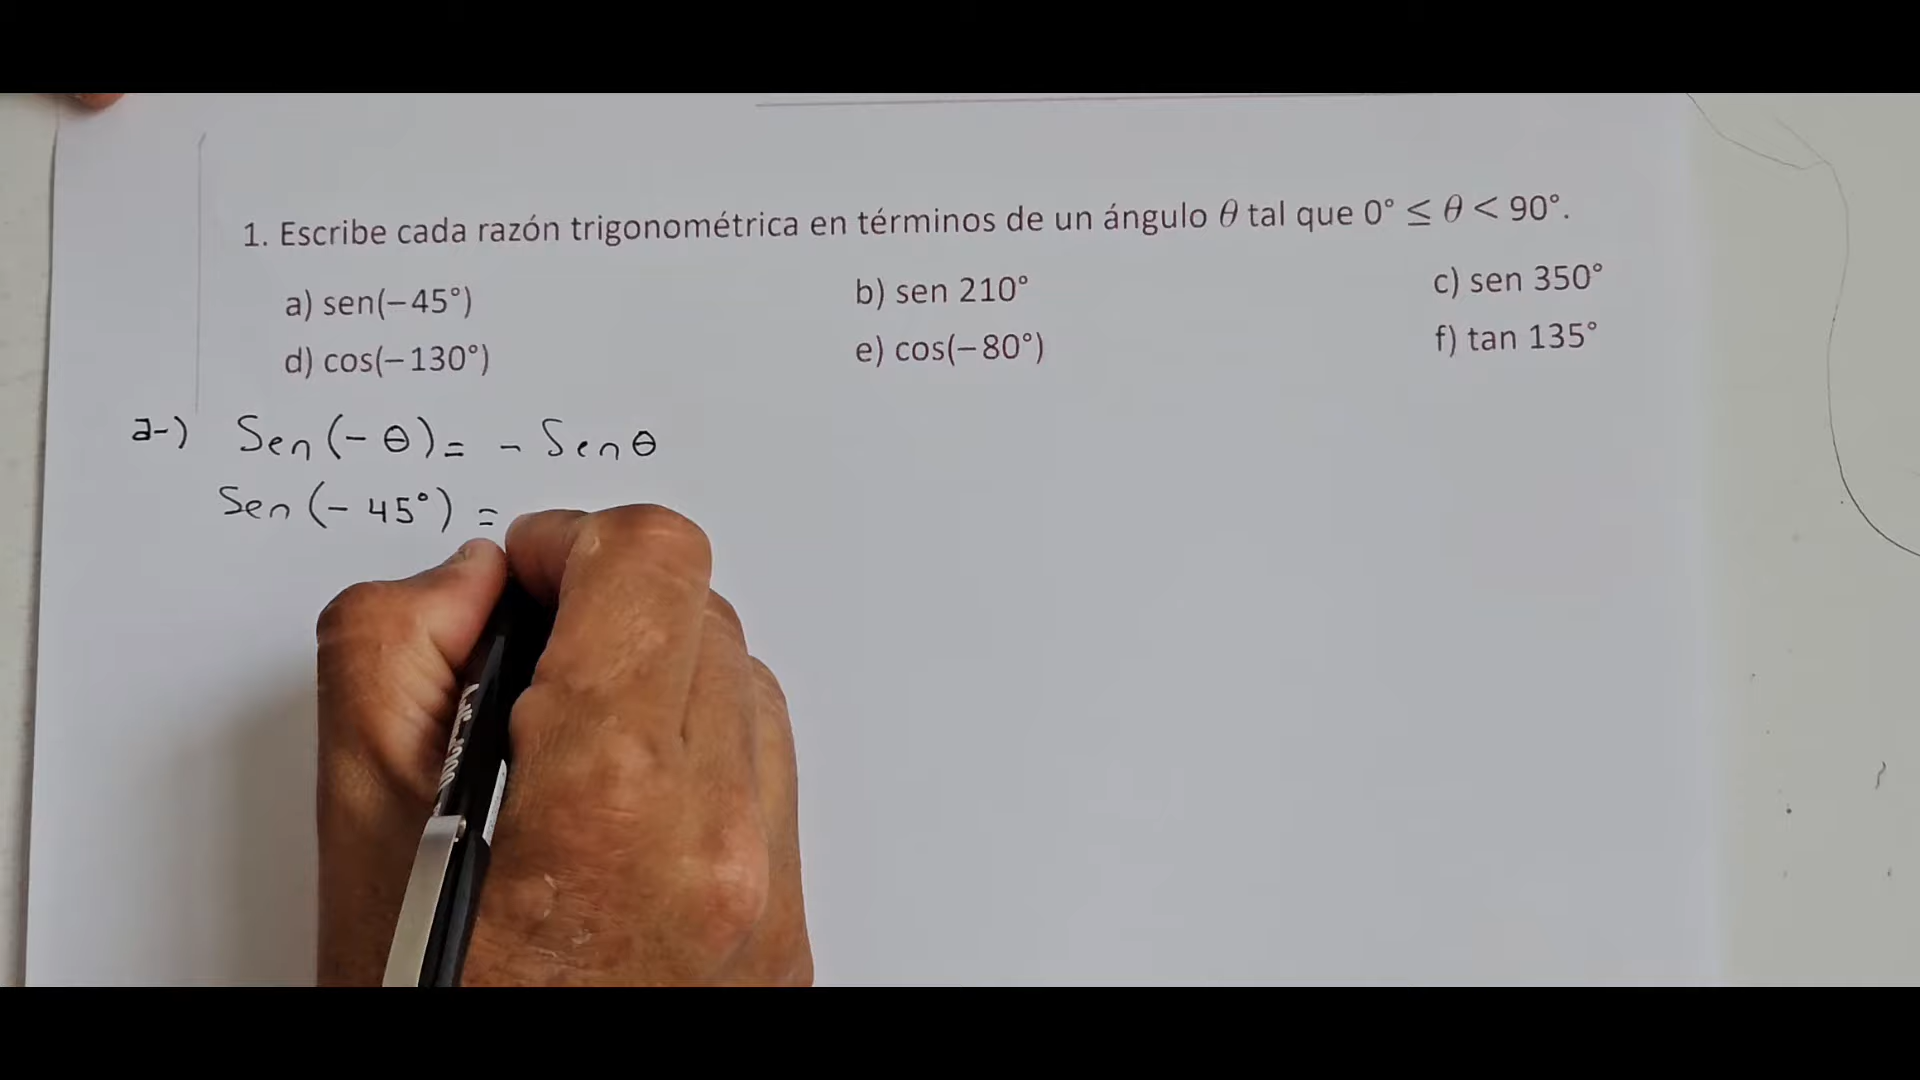 1. Escribe cada razón trigonométrica en términos de un ángulo θ tal que 0° ≤ θ < 90°.
a) sen(−45°) b) sen 210° c) sen 350°
d) cos(−130°) e) cos(−80°) f) tan 135°
a-) Sen (- θ) = - Sen θ
Sen (- 45°) =